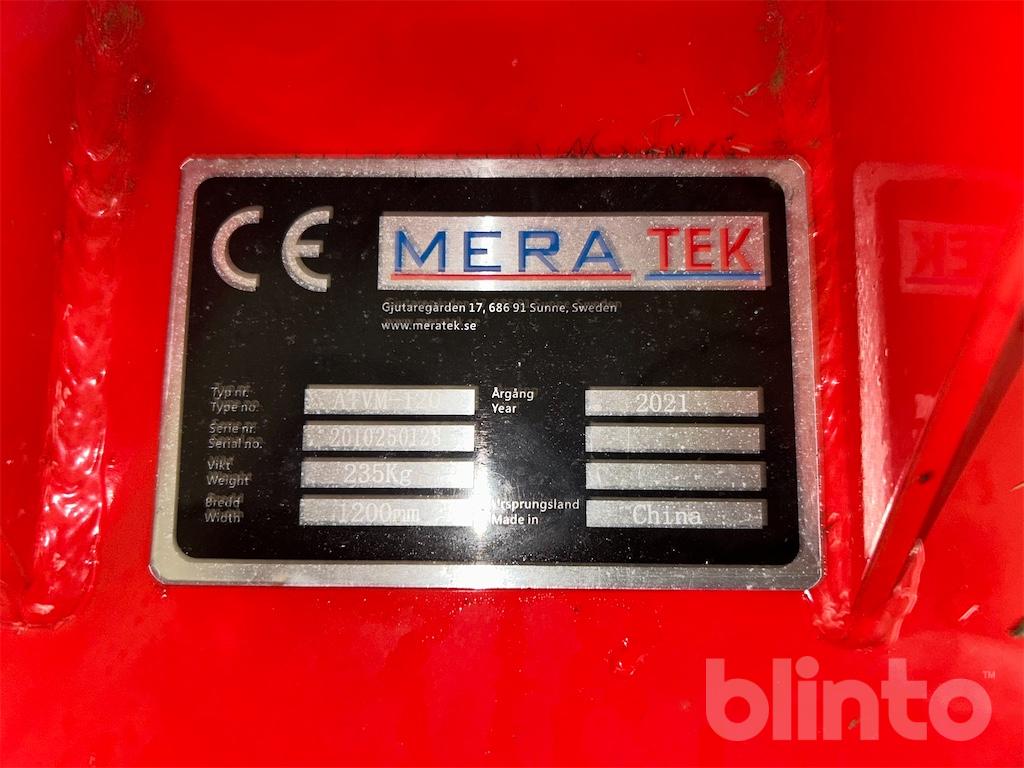 CE MERA TEK
Gjutaregården 17, 686 91 Sunne, Sweden
www.meratek.se
Typ nr.
Type no.
ATVM-120
Årgång
Year
2021
Serie nr.
Serial no.
2010250128
Vikt
Weight
235Kg
Bredd
Width
1200mm
Ursprungsland
Made in
China
blinto™